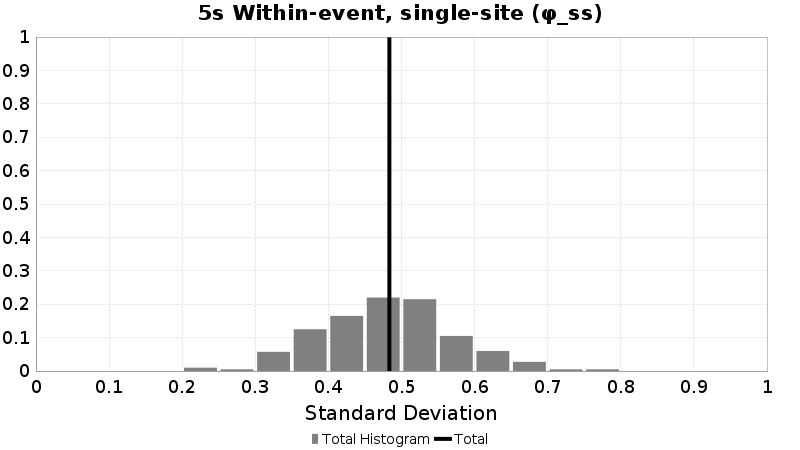 5s Within-event, single-site (φ_ss)
1
0.9
0.8
0.7
0.6
0.5
0.4
0.3
0.2
0.1
0
0 0.1 0.2 0.3 0.4 0.5 0.6 0.7 0.8 0.9 1
Standard Deviation
Total Histogram Total